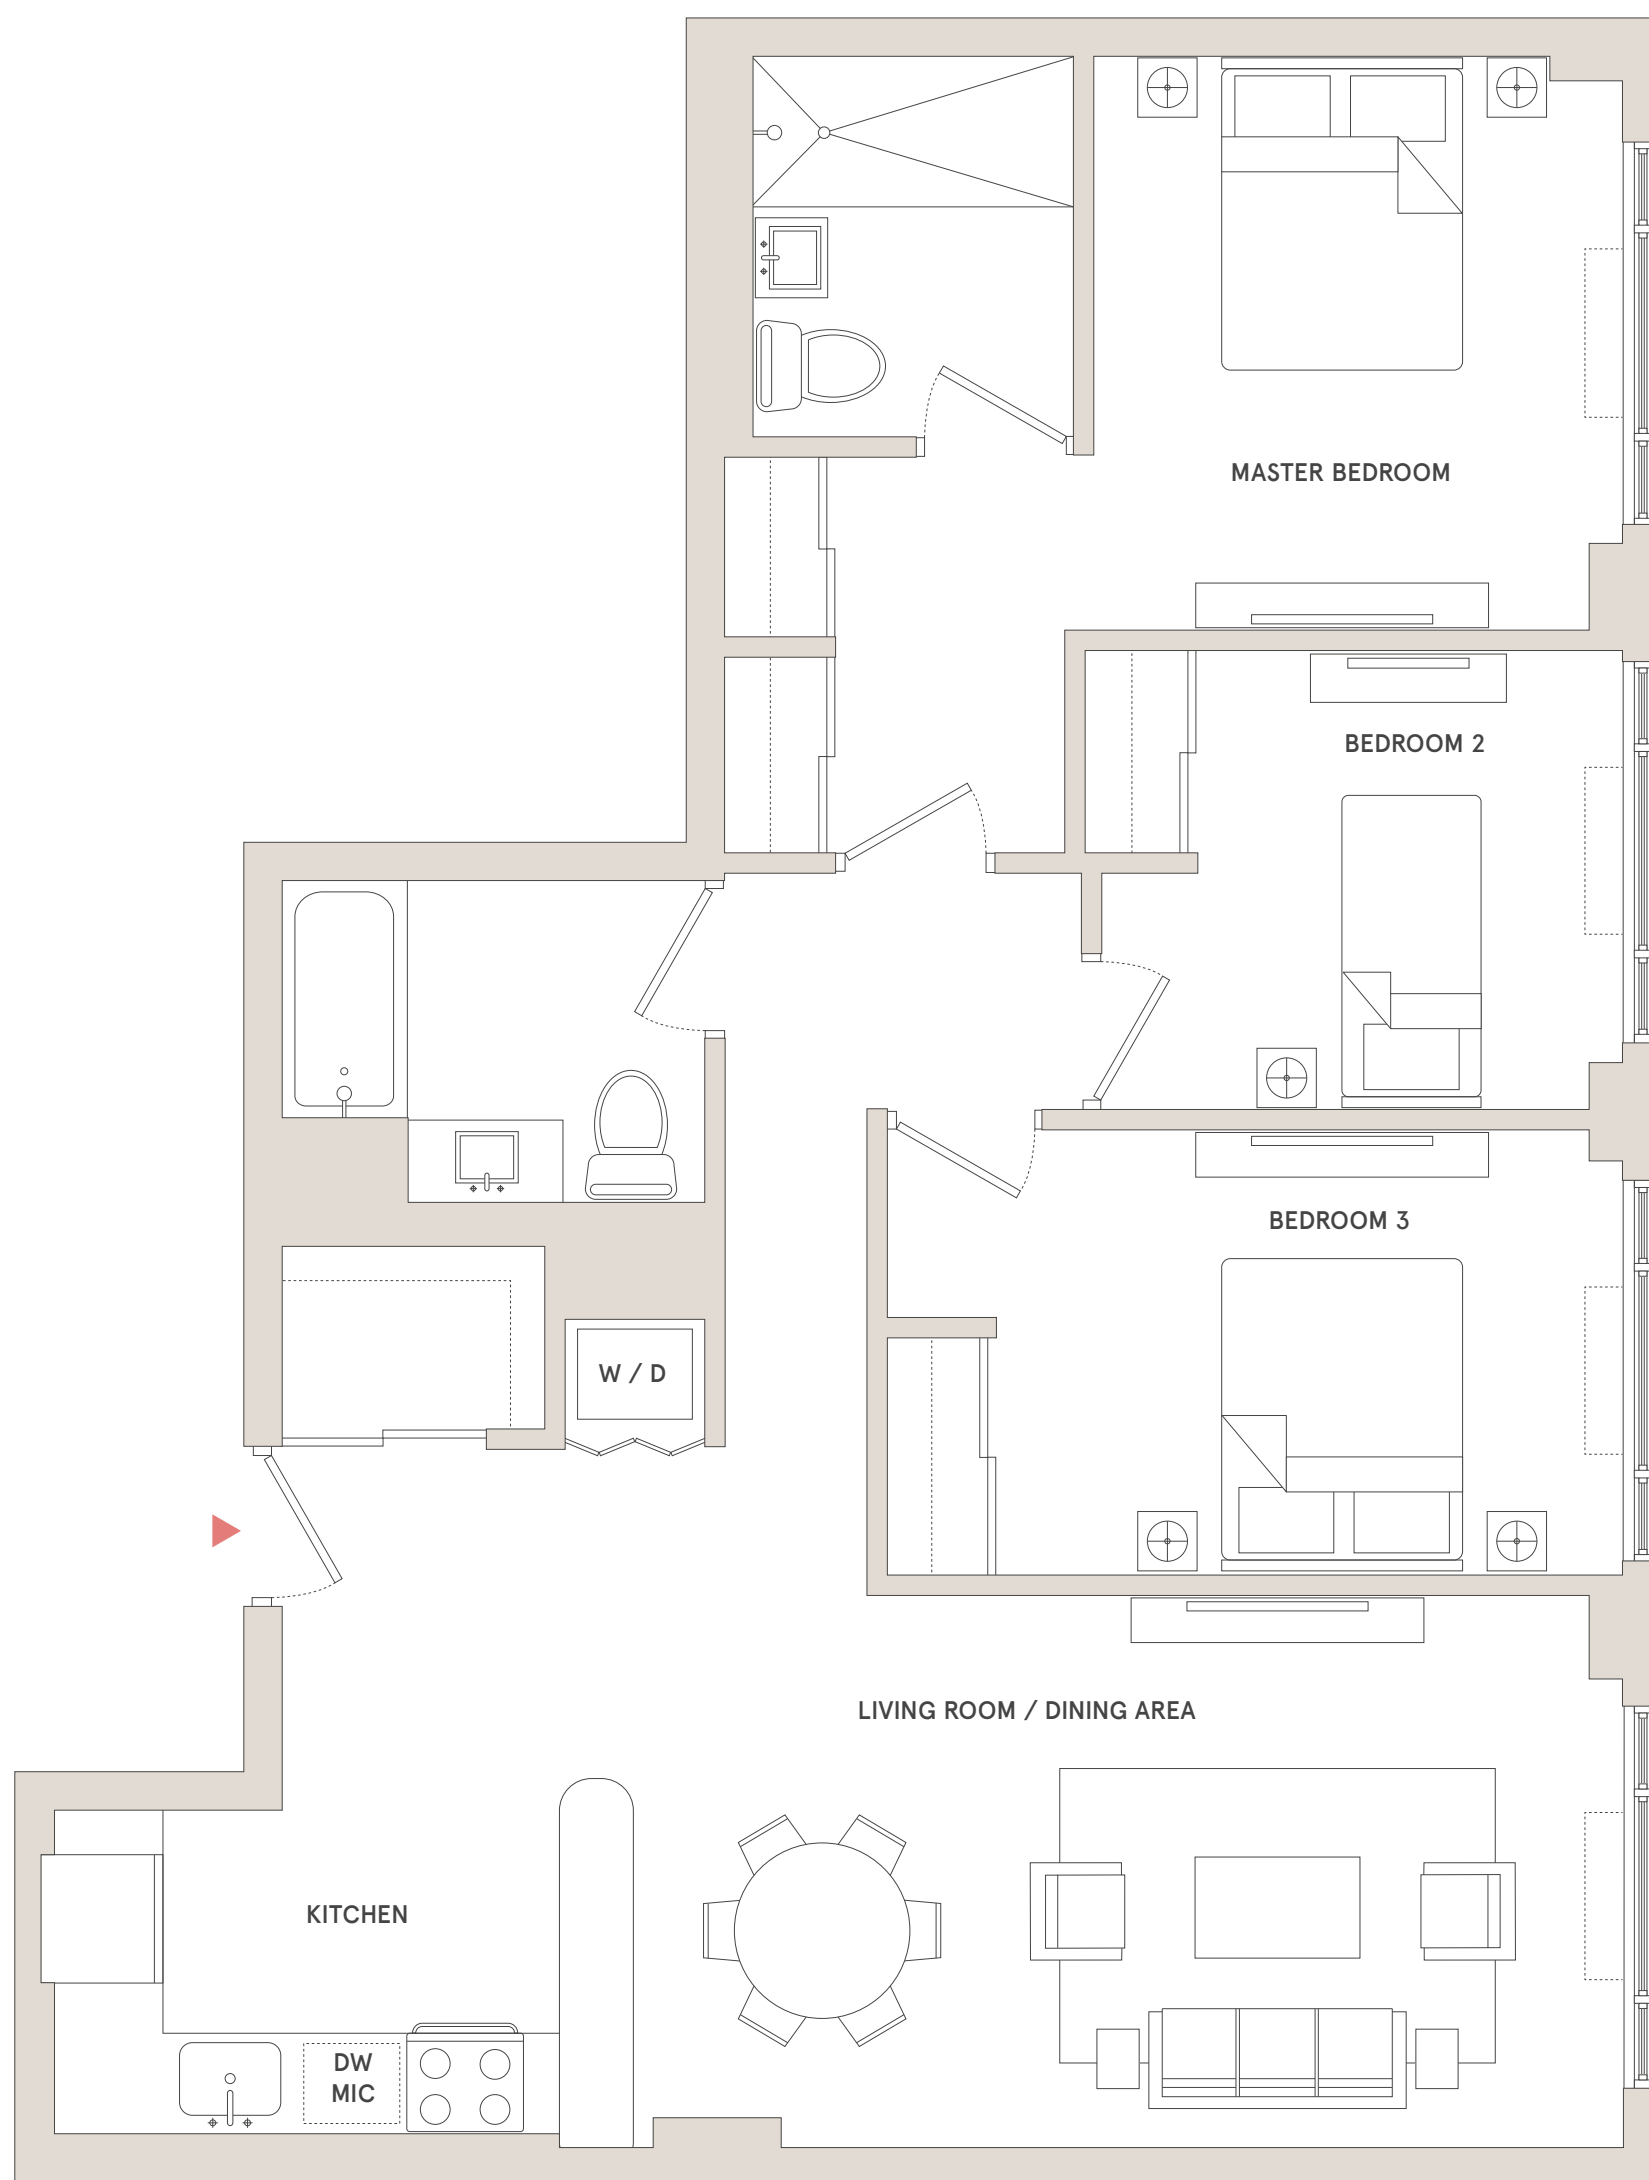 MASTER BEDROOM
BEDROOM 2
BEDROOM 3
W / D
LIVING ROOM / DINING AREA
KITCHEN
DW
MIC